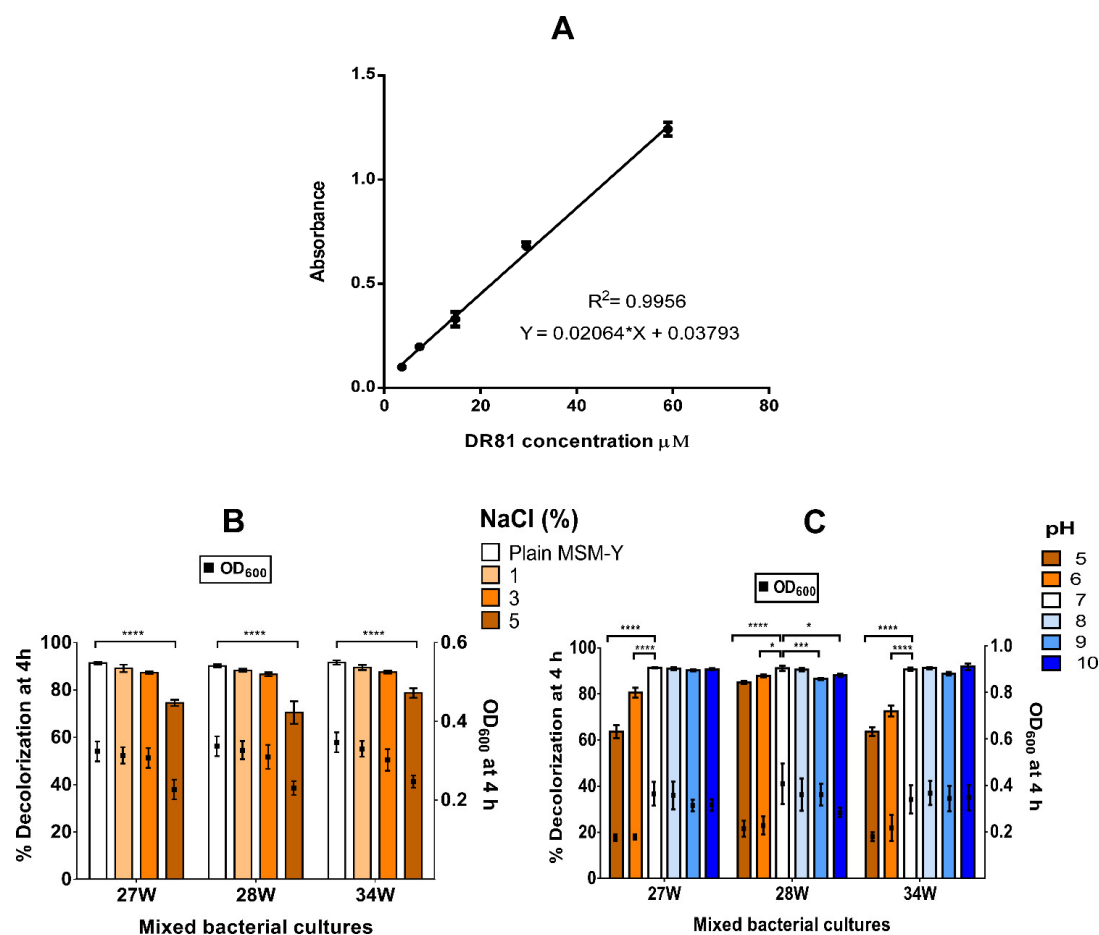 A
1.5
1.0
0.5
0.0
Absorbance
0 20 40 60 80
DR81 concentration μM
R²= 0.9956
Y = 0.02064*X + 0.03793
B
NaCl (%)
Plain MSM-Y
1
3
5
OD₆₀₀
**** **** ****
100
80
60
40
20
0
% Decolorization at 4h
0.6
0.4
0.2
OD₆₀₀ at 4 h
27W 28W 34W
Mixed bacterial cultures
C
pH
5
6
7
8
9
10
OD₆₀₀
**** **** * ****
**** * *** ****
100
80
60
40
20
0
% Decolorization at 4 h
1.0
0.8
0.6
0.4
0.2
OD₆₀₀ at 4 h
27W 28W 34W
Mixed bacterial cultures